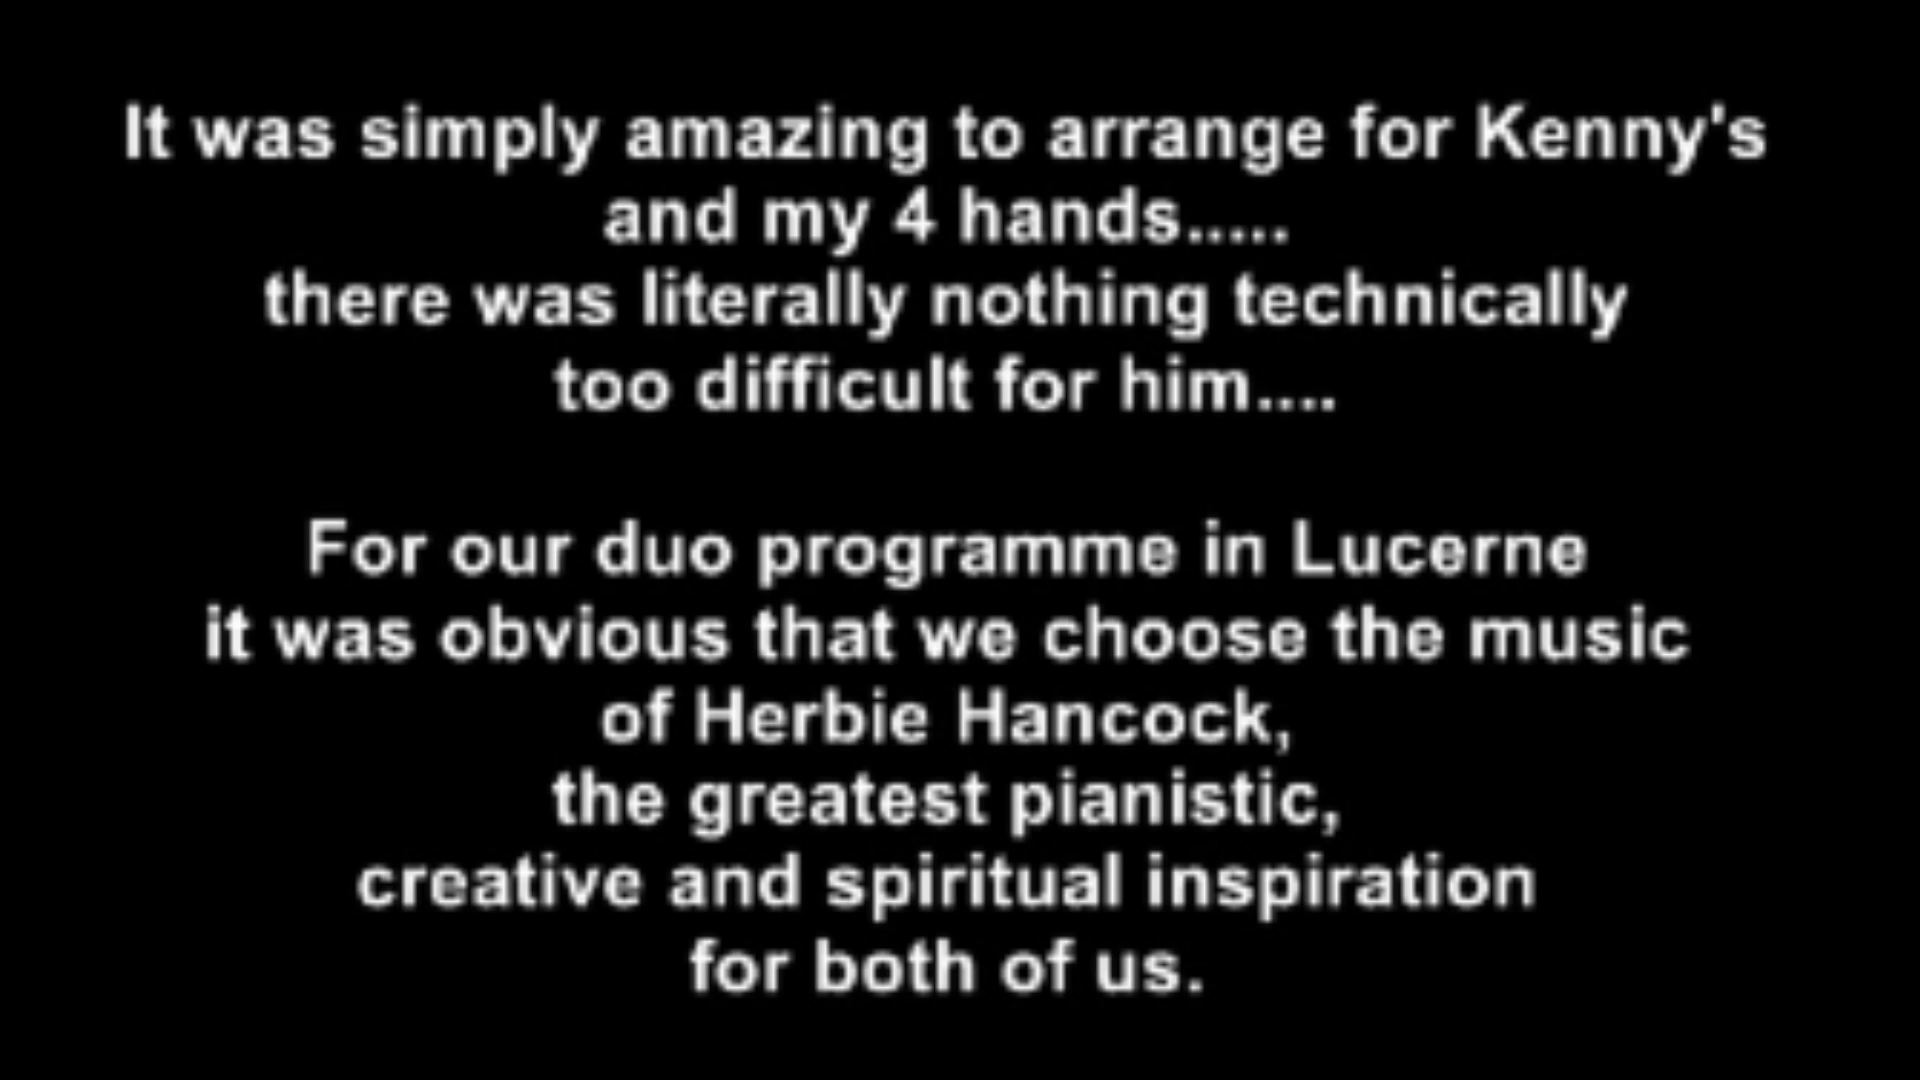 It was simply amazing to arrange for Kenny's
and my 4 hands.....
there was literally nothing technically
too difficult for him....
For our duo programme in Lucerne
it was obvious that we choose the music
of Herbie Hancock,
the greatest pianistic,
creative and spiritual inspiration
for both of us.